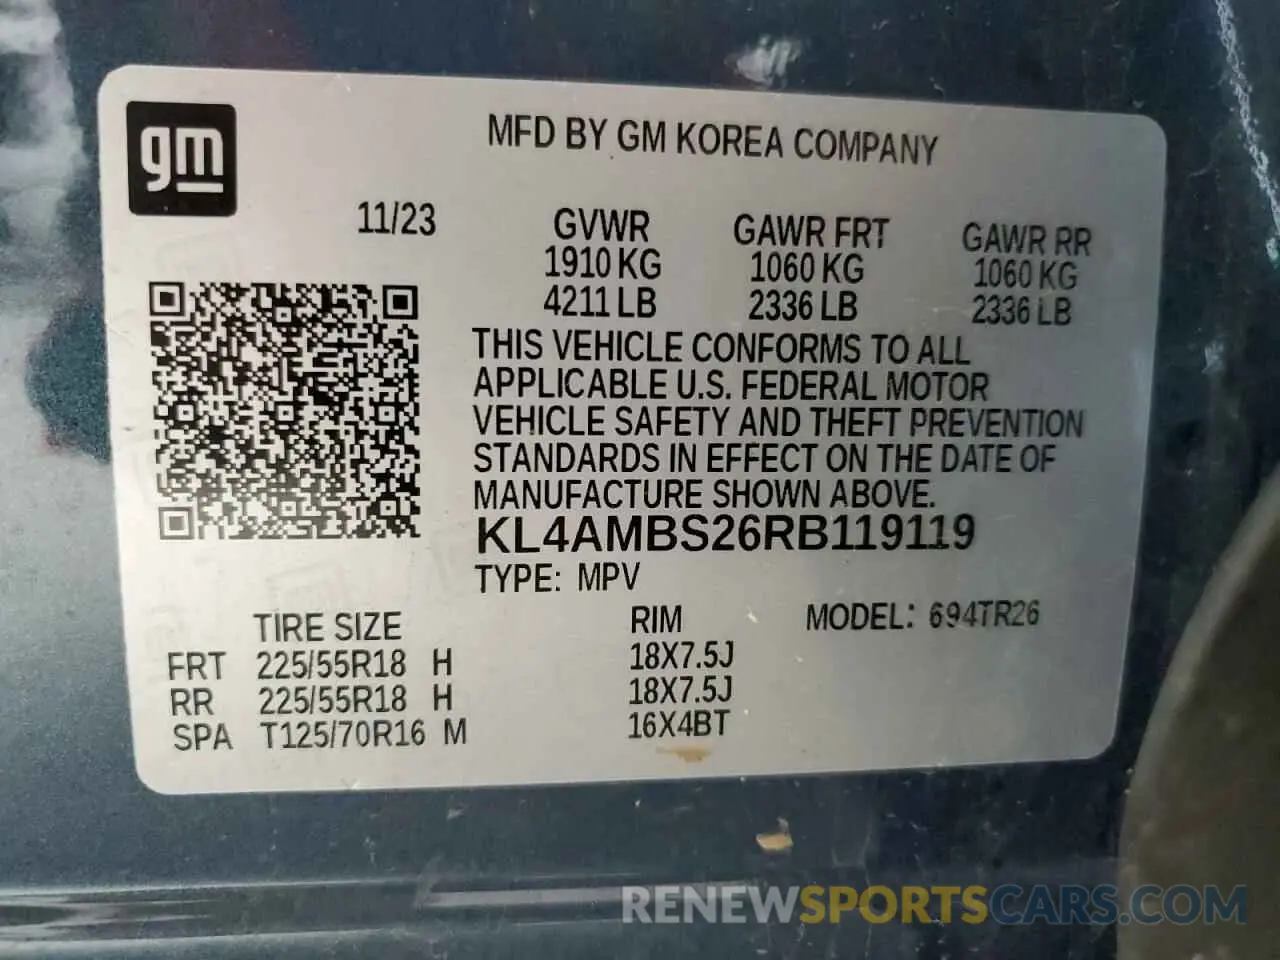 gm
MFD BY GM KOREA COMPANY
11/23
GVWR GAWR FRT GAWR RR
1910 KG 1060 KG 1060 KG
4211 LB 2336 LB 2336 LB
THIS VEHICLE CONFORMS TO ALL
APPLICABLE U.S. FEDERAL MOTOR
VEHICLE SAFETY AND THEFT PREVENTION
STANDARDS IN EFFECT ON THE DATE OF
MANUFACTURE SHOWN ABOVE.
KL4AMBS26RB119119
TYPE: MPV
TIRE SIZE RIM MODEL: 694TR26
FRT 225/55R18 H 18X7.5J
RR 225/55R18 H 18X7.5J
SPA T125/70R16 M 16X4BT
RENEWSPORTSCARS.COM